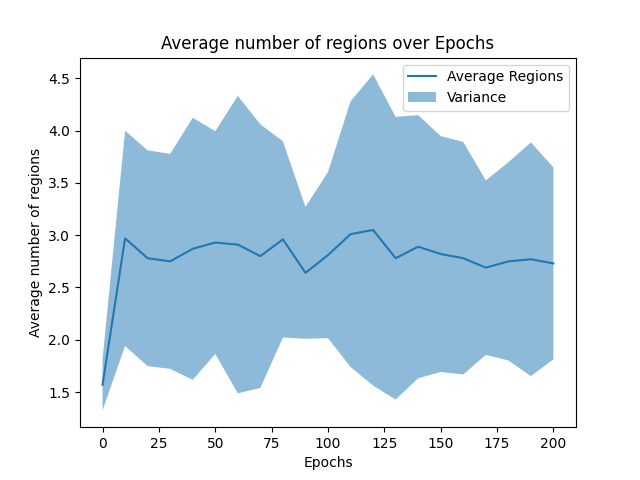 Average number of regions over Epochs
Average Regions
Variance
Average number of regions
4.5
4.0
3.5
3.0
2.5
2.0
1.5
0 25 50 75 100 125 150 175 200
Epochs